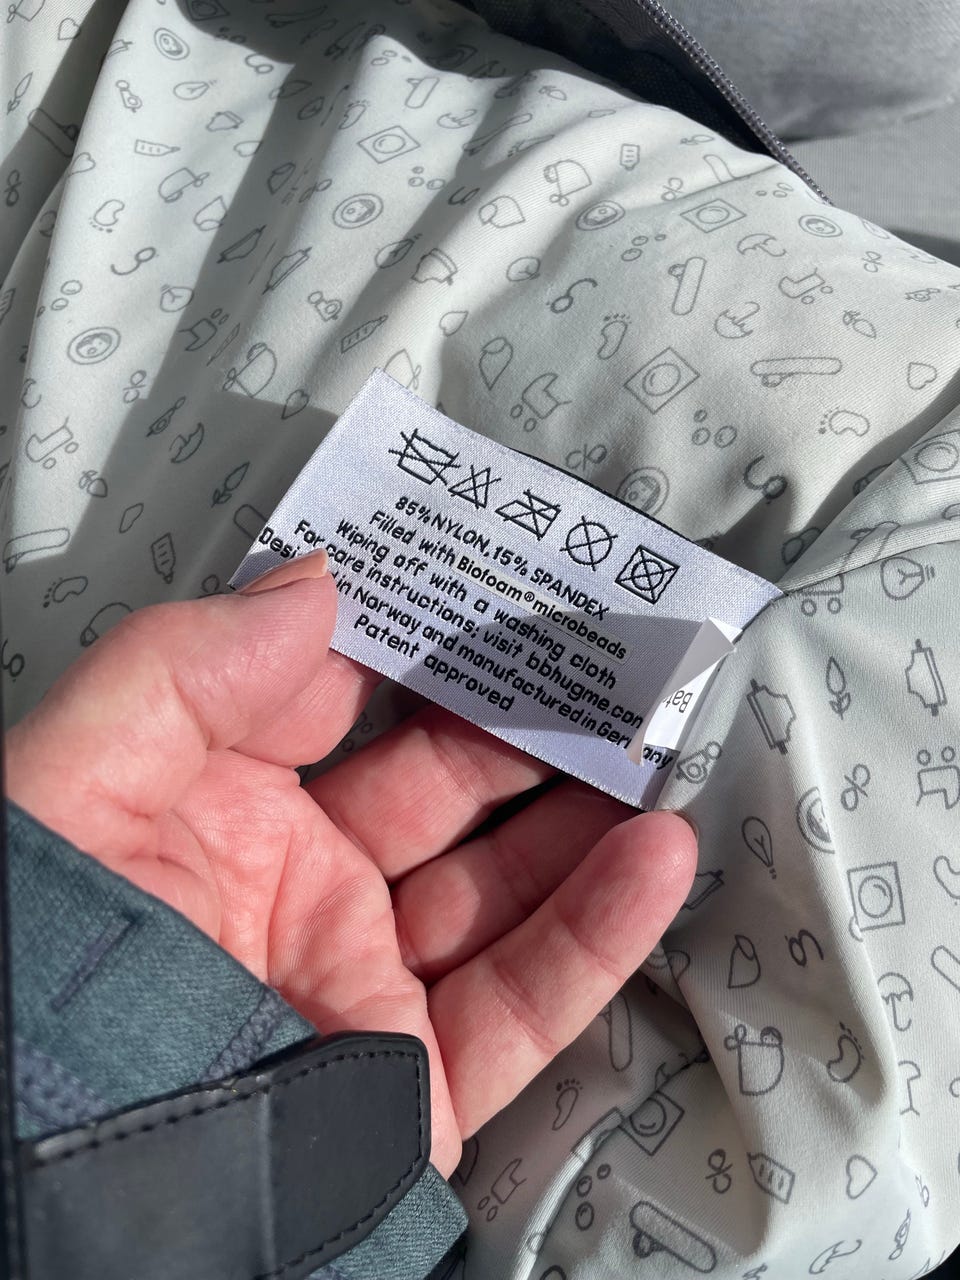 85% NYLON, 15% SPANDEX
Filled with Biofoam® microbeads
Wiping off with a washing cloth
For care instructions; visit bbhugme.com
in Norway and manufactured in Germany
Patent approved